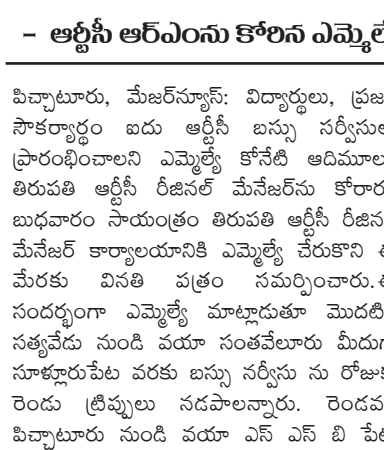 - ఆర్టీసీ ఆర్ఎంను కోరిన ఎమ్మెల్యే
పిచ్చాటూరు, మేజర్‌న్యూస్: విద్యార్థులు, ప్రజ
సౌకర్యార్థం ఐదు ఆర్టీసీ బస్సు సర్వీసుల
ప్రారంభించాలని ఎమ్మెల్యే కోనేటి ఆదిమూల
తిరుపతి ఆర్టీసీ రీజినల్ మేనేజర్‌ను కోరార
బుధవారం సాయంత్రం తిరుపతి ఆర్టీసీ రీజిన
మేనేజర్ కార్యాలయానికి ఎమ్మెల్యే చేరుకొని ఈ
మేరకు వినతి పత్రం సమర్పించారు.ఈ
సందర్భంగా ఎమ్మెల్యే మాట్లాడుతూ మొదటి
సత్యవేడు నుండి వయా సంతవేలూరు మీదుగ
సూళ్లూరుపేట వరకు బస్సు నర్వీసు ను రోజుక
రెండు ట్రిప్పులు నడపాలన్నారు. రెండవ
పిచ్చాటూరు నుండి వయా ఎస్ ఎస్ బి పేట